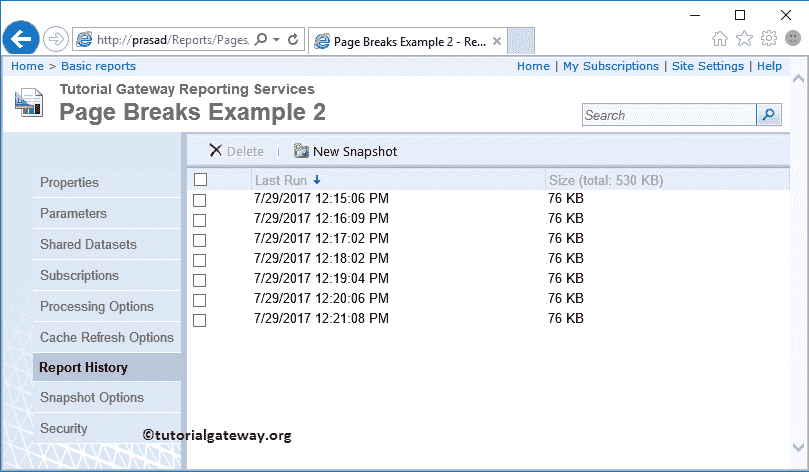 http://prasad/Reports/Pages
Page Breaks Example 2 - Re...
Home > Basic reports
Home | My Subscriptions | Site Settings | Help
Tutorial Gateway Reporting Services
Page Breaks Example 2
Search
Delete
New Snapshot
Properties
Parameters
Shared Datasets
Subscriptions
Processing Options
Cache Refresh Options
Report History
Snapshot Options
Security
Last Run Size (total: 530 KB)
7/29/2017 12:15:06 PM 76 KB
7/29/2017 12:16:09 PM 76 KB
7/29/2017 12:17:02 PM 76 KB
7/29/2017 12:18:02 PM 76 KB
7/29/2017 12:19:04 PM 76 KB
7/29/2017 12:20:06 PM 76 KB
7/29/2017 12:21:08 PM 76 KB
©tutorialgateway.org